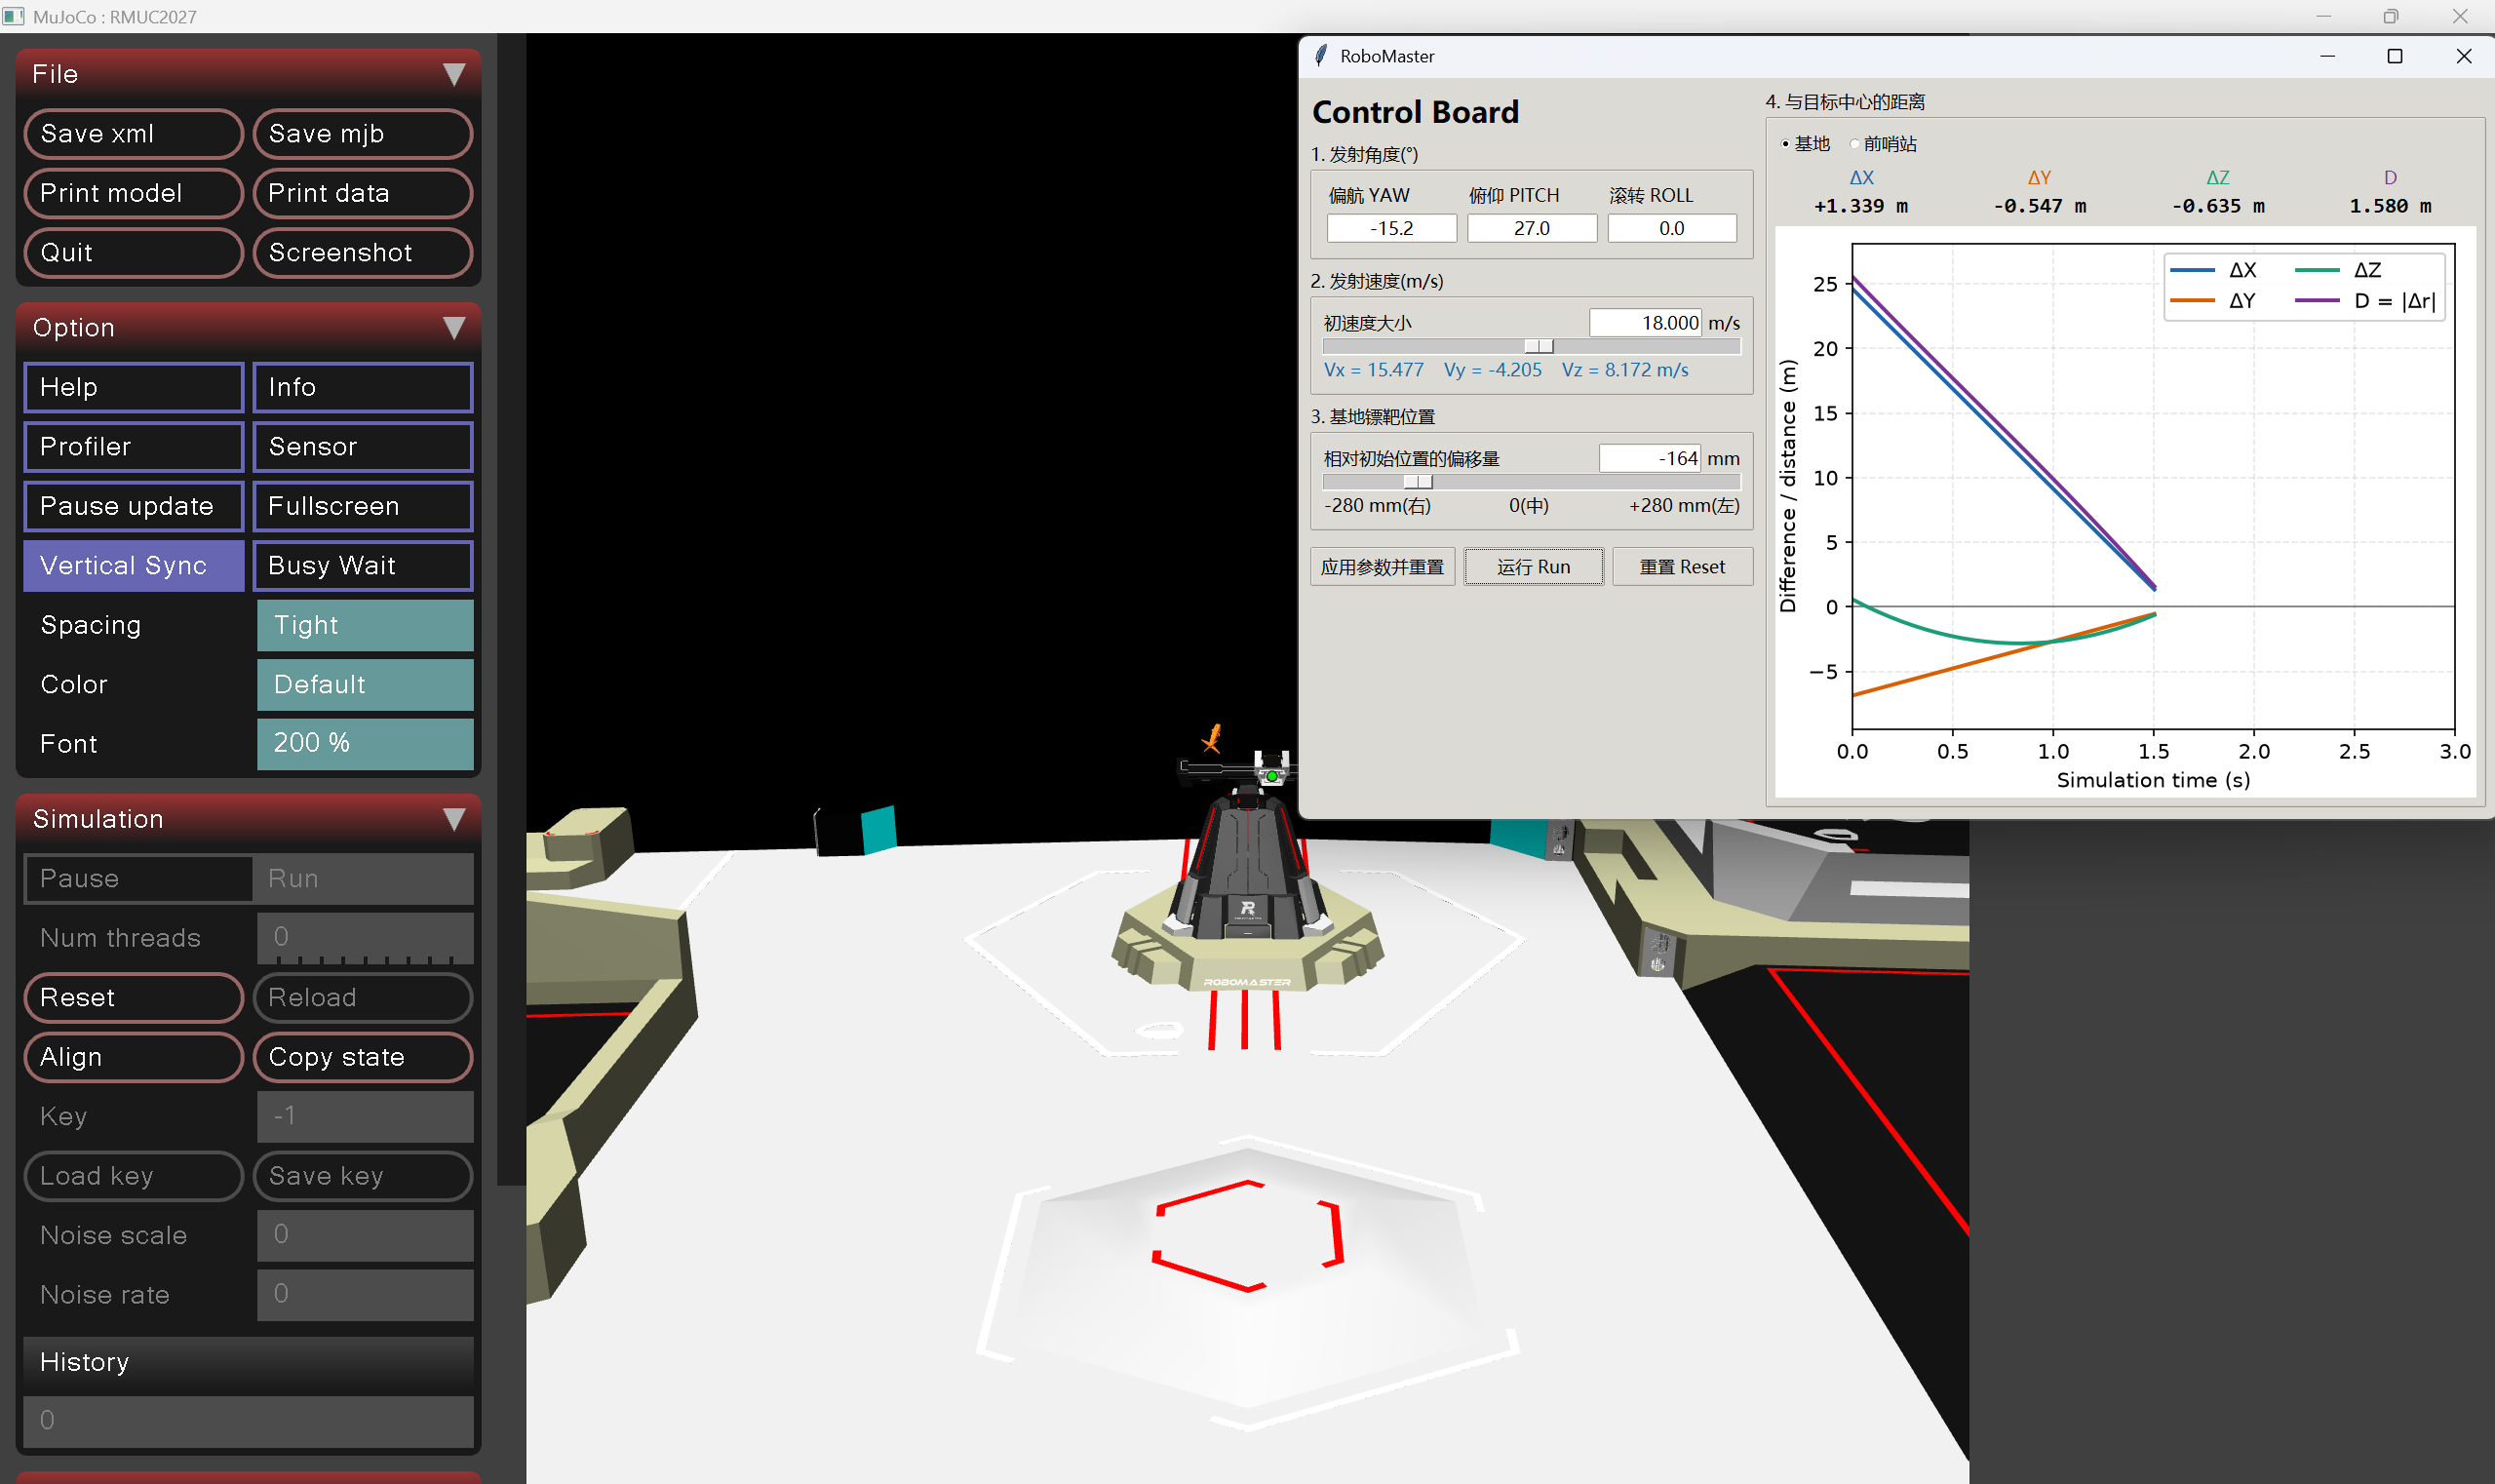 MuJoCo : RMUC2027
File
Save xml
Save mjb
Print model
Print data
Quit
Screenshot
Option
Help
Info
Profiler
Sensor
Pause update
Fullscreen
Vertical Sync
Busy Wait
Spacing
Tight
Color
Default
Font
200 %
Simulation
Pause
Run
Num threads
0
Reset
Reload
Align
Copy state
Key
-1
Load key
Save key
Noise scale
0
Noise rate
0
History
0
ROBOMASTER
RoboMaster
Control Board
1. 发射角度(°)
偏航 YAW
俯仰 PITCH
滚转 ROLL
-15.2
27.0
0.0
2. 发射速度(m/s)
初速度大小
18.000 m/s
Vx = 15.477 Vy = -4.205 Vz = 8.172 m/s
3. 基地镖靶位置
相对初始位置的偏移量
-164 mm
-280 mm(右)
0(中)
+280 mm(左)
应用参数并重置
运行 Run
重置 Reset
4. 与目标中心的距离
基地
前哨站
ΔX
ΔY
ΔZ
D
+1.339 m
-0.547 m
-0.635 m
1.580 m
ΔX
ΔZ
ΔY
D = |Δr|
Difference / distance (m)
25
20
15
10
5
0
−5
0.0
0.5
1.0
1.5
2.0
2.5
3.0
Simulation time (s)